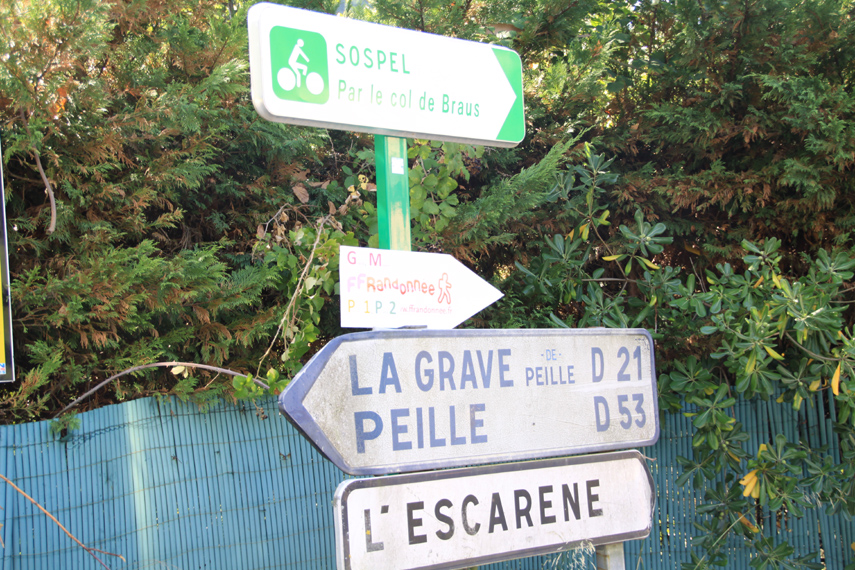 SOSPEL
Par le col de Braus
G M
FFRandonnée
P 1 P 2
LA GRAVE -DE- PEILLE D 21
PEILLE D 53
L'ESCARENE